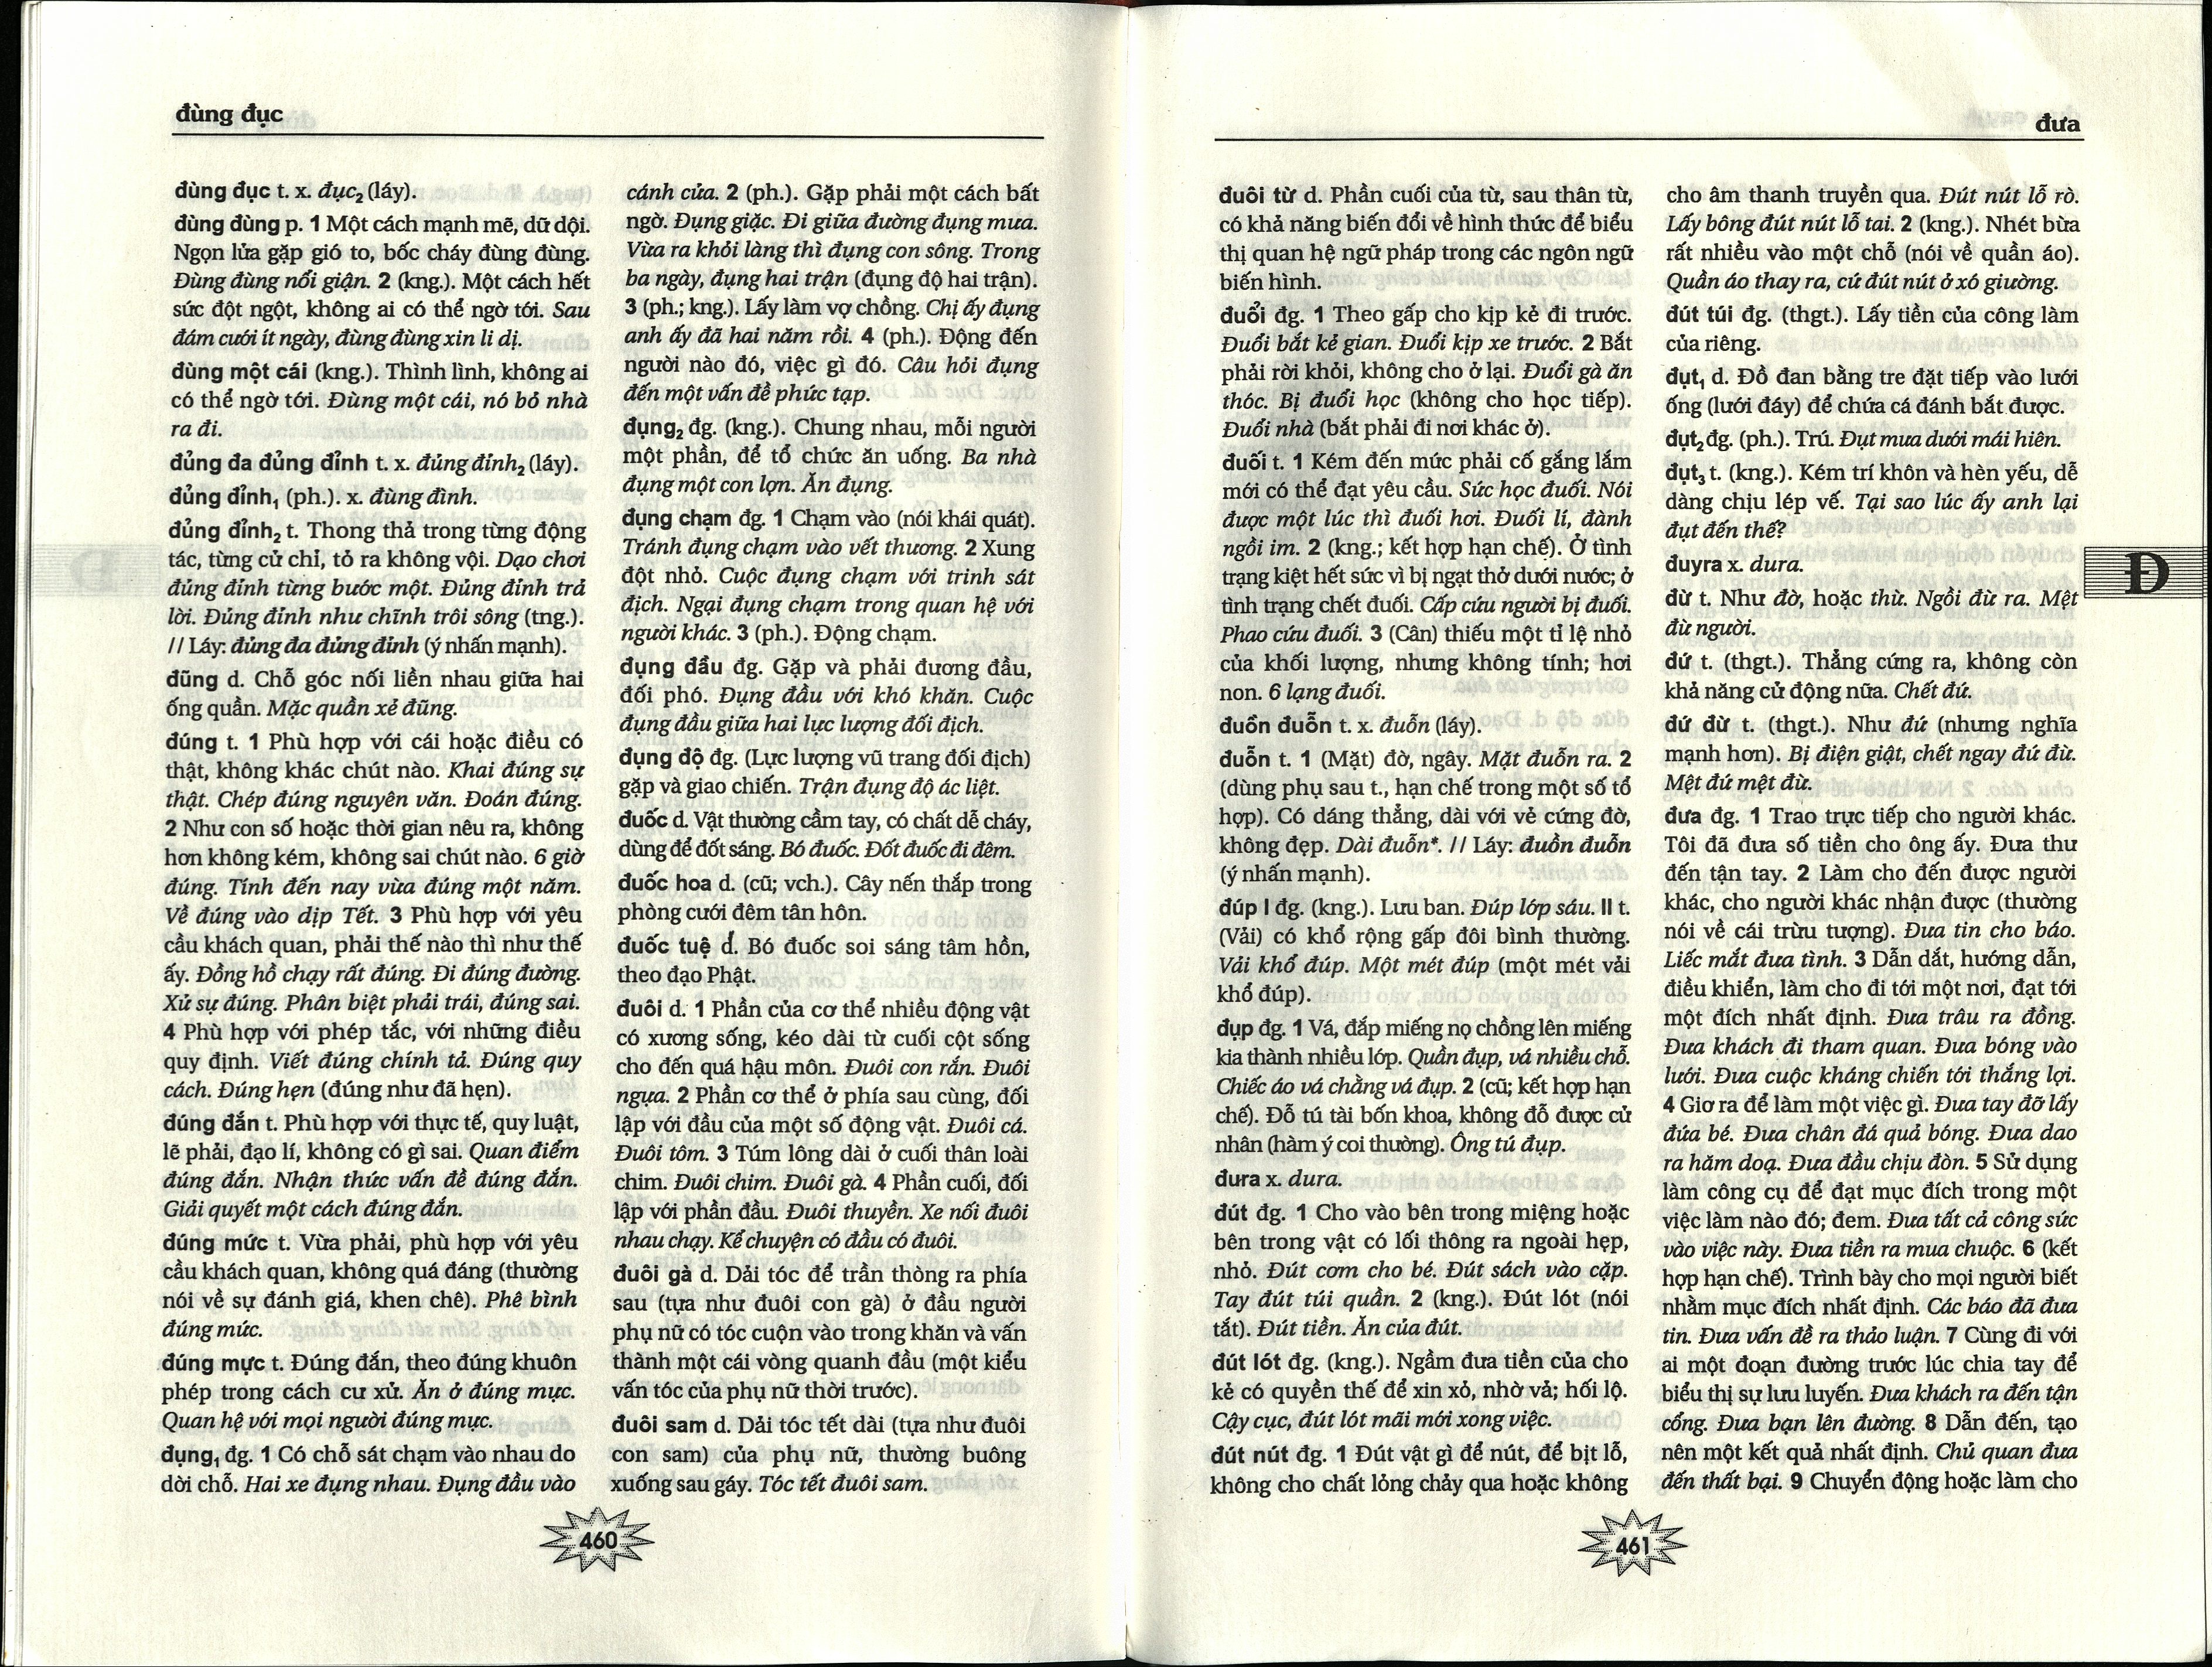 đùng đục
đùng đục t. x. đục₂ (láy).
đùng đùng p. 1 Một cách mạnh mẽ, dữ dội.
Ngọn lửa gặp gió to, bốc cháy đùng đùng.
Đùng đùng nổi giận. 2 (kng.). Một cách hết
sức đột ngột, không ai có thể ngờ tới. Sau
đám cưới ít ngày, đùng đùng xin li dị.
đùng một cái (kng.). Thình lình, không ai
có thể ngờ tới. Đùng một cái, nó bỏ nhà
ra đi.
đủng đa đủng đỉnh t. x. đủng đỉnh₂ (láy).
đủng đỉnh₁ (ph.). x. đùng đình.
đủng đỉnh₂ t. Thong thả trong từng động
tác, từng cử chỉ, tỏ ra không vội. Dạo chơi
đủng đỉnh từng bước một. Đủng đỉnh trả
lời. Đủng đỉnh như chĩnh trôi sông (tng.).
// Láy: đủng đa đủng đỉnh (ý nhấn mạnh).
đũng d. Chỗ góc nối liền nhau giữa hai
ống quần. Mặc quần xẻ đũng.
đúng t. 1 Phù hợp với cái hoặc điều có
thật, không khác chút nào. Khai đúng sự
thật. Chép đúng nguyên văn. Đoán đúng.
2 Như con số hoặc thời gian nêu ra, không
hơn không kém, không sai chút nào. 6 giờ
đúng. Tính đến nay vừa đúng một năm.
Về đúng vào dịp Tết. 3 Phù hợp với yêu
cầu khách quan, phải thế nào thì như thế
ấy. Đồng hồ chạy rất đúng. Đi đúng đường.
Xử sự đúng. Phân biệt phải trái, đúng sai.
4 Phù hợp với phép tắc, với những điều
quy định. Viết đúng chính tả. Đúng quy
cách. Đúng hẹn (đúng như đã hẹn).
đúng đắn t. Phù hợp với thực tế, quy luật,
lẽ phải, đạo lí, không có gì sai. Quan điểm
đúng đắn. Nhận thức vấn đề đúng đắn.
Giải quyết một cách đúng đắn.
đúng mức t. Vừa phải, phù hợp với yêu
cầu khách quan, không quá đáng (thường
nói về sự đánh giá, khen chê). Phê bình
đúng mức.
đúng mực t. Đúng đắn, theo đúng khuôn
phép trong cách cư xử. Ăn ở đúng mực.
Quan hệ với mọi người đúng mực.
đụng₁ đg. 1 Có chỗ sát chạm vào nhau do
dời chỗ. Hai xe đụng nhau. Đụng đầu vào
cánh cửa. 2 (ph.). Gặp phải một cách bất
ngờ. Đụng giặc. Đi giữa đường đụng mưa.
Vừa ra khỏi làng thì đụng con sông. Trong
ba ngày, đụng hai trận (đụng độ hai trận).
3 (ph.; kng.). Lấy làm vợ chồng. Chị ấy đụng
anh ấy đã hai năm rồi. 4 (ph.). Động đến
người nào đó, việc gì đó. Câu hỏi đụng
đến một vấn đề phức tạp.
đụng₂ đg. (kng.). Chung nhau, mỗi người
một phần, để tổ chức ăn uống. Ba nhà
đụng một con lợn. Ăn đụng.
đụng chạm đg. 1 Chạm vào (nói khái quát).
Tránh đụng chạm vào vết thương. 2 Xung
đột nhỏ. Cuộc đụng chạm với trinh sát
địch. Ngại đụng chạm trong quan hệ với
người khác. 3 (ph.). Động chạm.
đụng đầu đg. Gặp và phải đương đầu,
đối phó. Đụng đầu với khó khăn. Cuộc
đụng đầu giữa hai lực lượng đối địch.
đụng độ đg. (Lực lượng vũ trang đối địch)
gặp và giao chiến. Trận đụng độ ác liệt.
đuốc d. Vật thường cầm tay, có chất dễ cháy,
dùng để đốt sáng. Bó đuốc. Đốt đuốc đi đêm.
đuốc hoa d. (cũ; vch.). Cây nến thắp trong
phòng cưới đêm tân hôn.
đuốc tuệ d. Bó đuốc soi sáng tâm hồn,
theo đạo Phật.
đuôi d. 1 Phần của cơ thể nhiều động vật
có xương sống, kéo dài từ cuối cột sống
cho đến quá hậu môn. Đuôi con rắn. Đuôi
ngựa. 2 Phần cơ thể ở phía sau cùng, đối
lập với đầu của một số động vật. Đuôi cá.
Đuôi tôm. 3 Túm lông dài ở cuối thân loài
chim. Đuôi chim. Đuôi gà. 4 Phần cuối, đối
lập với phần đầu. Đuôi thuyền. Xe nối đuôi
nhau chạy. Kể chuyện có đầu có đuôi.
đuôi gà d. Dải tóc để trần thòng ra phía
sau (tựa như đuôi con gà) ở đầu người
phụ nữ có tóc cuộn vào trong khăn và vấn
thành một cái vòng quanh đầu (một kiểu
vấn tóc của phụ nữ thời trước).
đuôi sam d. Dải tóc tết dài (tựa như đuôi
con sam) của phụ nữ, thường buông
xuống sau gáy. Tóc tết đuôi sam.
460
đưa
đuôi từ d. Phần cuối của từ, sau thân từ,
có khả năng biến đổi về hình thức để biểu
thị quan hệ ngữ pháp trong các ngôn ngữ
biến hình.
đuổi đg. 1 Theo gấp cho kịp kẻ đi trước.
Đuổi bắt kẻ gian. Đuổi kịp xe trước. 2 Bắt
phải rời khỏi, không cho ở lại. Đuổi gà ăn
thóc. Bị đuổi học (không cho học tiếp).
Đuổi nhà (bắt phải đi nơi khác ở).
đuối t. 1 Kém đến mức phải cố gắng lắm
mới có thể đạt yêu cầu. Sức học đuối. Nói
được một lúc thì đuối hơi. Đuối lí, đành
ngồi im. 2 (kng.; kết hợp hạn chế). Ở tình
trạng kiệt hết sức vì bị ngạt thở dưới nước; ở
tình trạng chết đuối. Cấp cứu người bị đuối.
Phao cứu đuối. 3 (Cân) thiếu một tỉ lệ nhỏ
của khối lượng, nhưng không tính; hơi
non. 6 lạng đuối.
đuồn đuỗn t. x. đuỗn (láy).
đuỗn t. 1 (Mặt) đờ, ngây. Mặt đuỗn ra. 2
(dùng phụ sau t., hạn chế trong một số tổ
hợp). Có dáng thẳng, dài với vẻ cứng đờ,
không đẹp. Dài đuỗn*. // Láy: đuồn đuỗn
(ý nhấn mạnh).
đúp I đg. (kng.). Lưu ban. Đúp lớp sáu. II t.
(Vải) có khổ rộng gấp đôi bình thường.
Vải khổ đúp. Một mét đúp (một mét vải
khổ đúp).
đụp đg. 1 Vá, đắp miếng nọ chồng lên miếng
kia thành nhiều lớp. Quần đụp, vá nhiều chỗ.
Chiếc áo vá chằng vá đụp. 2 (cũ; kết hợp hạn
chế). Đỗ tú tài bốn khoa, không đỗ được cử
nhân (hàm ý coi thường). Ông tú đụp.
đura x. dura.
đút đg. 1 Cho vào bên trong miệng hoặc
bên trong vật có lối thông ra ngoài hẹp,
nhỏ. Đút cơm cho bé. Đút sách vào cặp.
Tay đút túi quần. 2 (kng.). Đút lót (nói
tắt). Đút tiền. Ăn của đút.
đút lót đg. (kng.). Ngầm đưa tiền của cho
kẻ có quyền thế để xin xỏ, nhờ vả; hối lộ.
Cậy cục, đút lót mãi mới xong việc.
đút nút đg. 1 Đút vật gì để nút, để bịt lỗ,
không cho chất lỏng chảy qua hoặc không
cho âm thanh truyền qua. Đút nút lỗ rò.
Lấy bông đút nút lỗ tai. 2 (kng.). Nhét bừa
rất nhiều vào một chỗ (nói về quần áo).
Quần áo thay ra, cứ đút nút ở xó giường.
đút túi đg. (thgt.). Lấy tiền của công làm
của riêng.
đụt₁ d. Đồ đan bằng tre đặt tiếp vào lưới
ống (lưới đáy) để chứa cá đánh bắt được.
đụt₂ đg. (ph.). Trú. Đụt mưa dưới mái hiên.
đụt₃ t. (kng.). Kém trí khôn và hèn yếu, dễ
dàng chịu lép vế. Tại sao lúc ấy anh lại
đụt đến thế?
đuyra x. dura.
đừ t. Như đờ, hoặc thừ. Ngồi đừ ra. Mệt
đừ người.
đứ t. (thgt.). Thẳng cứng ra, không còn
khả năng cử động nữa. Chết đứ.
đứ đừ t. (thgt.). Như đứ (nhưng nghĩa
mạnh hơn). Bị điện giật, chết ngay đứ đừ.
Mệt đứ mệt đừ.
đưa đg. 1 Trao trực tiếp cho người khác.
Tôi đã đưa số tiền cho ông ấy. Đưa thư
đến tận tay. 2 Làm cho đến được người
khác, cho người khác nhận được (thường
nói về cái trừu tượng). Đưa tin cho báo.
Liếc mắt đưa tình. 3 Dẫn dắt, hướng dẫn,
điều khiển, làm cho đi tới một nơi, đạt tới
một đích nhất định. Đưa trâu ra đồng.
Đưa khách đi tham quan. Đưa bóng vào
lưới. Đưa cuộc kháng chiến tới thắng lợi.
4 Giơ ra để làm một việc gì. Đưa tay đỡ lấy
đứa bé. Đưa chân đá quả bóng. Đưa dao
ra hăm doạ. Đưa đầu chịu đòn. 5 Sử dụng
làm công cụ để đạt mục đích trong một
việc làm nào đó; đem. Đưa tất cả công sức
vào việc này. Đưa tiền ra mua chuộc. 6 (kết
hợp hạn chế). Trình bày cho mọi người biết
nhằm mục đích nhất định. Các báo đã đưa
tin. Đưa vấn đề ra thảo luận. 7 Cùng đi với
ai một đoạn đường trước lúc chia tay để
biểu thị sự lưu luyến. Đưa khách ra đến tận
cổng. Đưa bạn lên đường. 8 Dẫn đến, tạo
nên một kết quả nhất định. Chủ quan đưa
đến thất bại. 9 Chuyển động hoặc làm cho
Đ
461